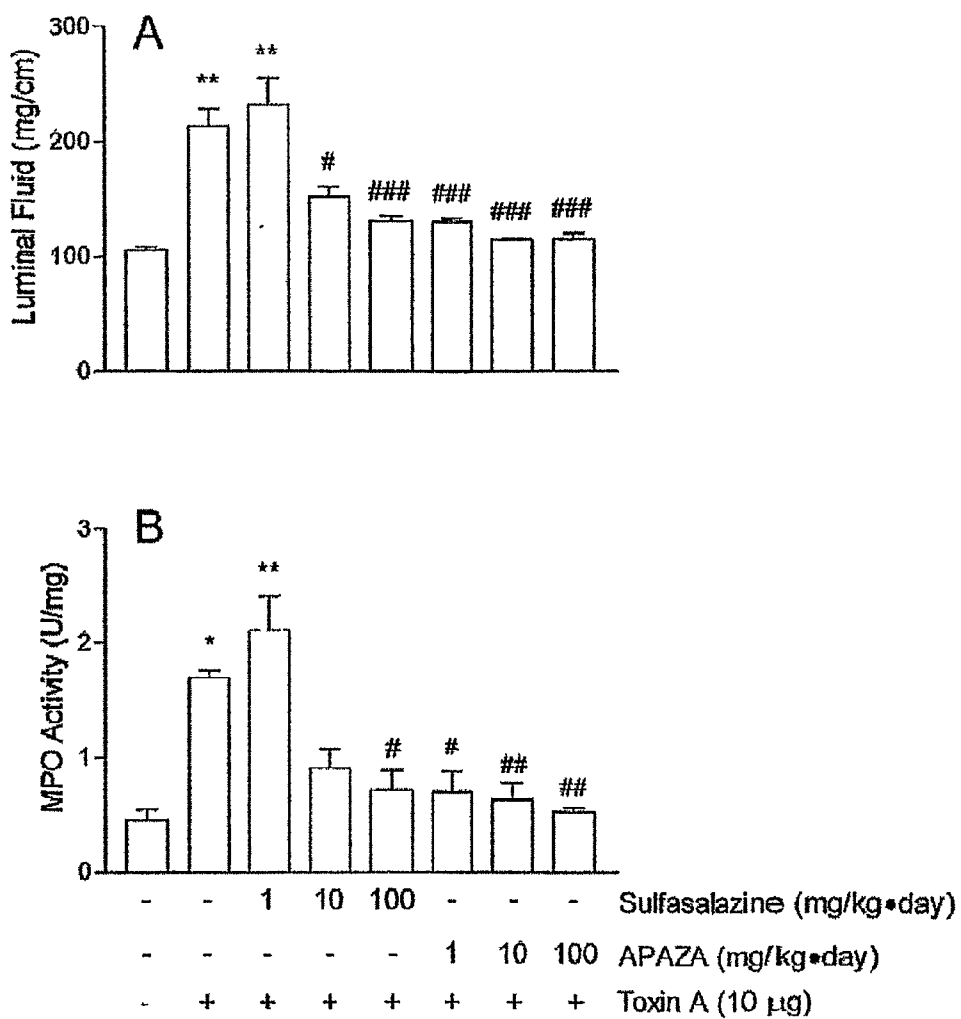 A
300
200
100
0
Luminal Fluid (mg/cm)
** ** # ### ### ### ###
B
3
2
1
0
MPO Activity (U/mg)
* ** # # ## ##
- - 1 10 100 - - - Sulfasalazine (mg/kg•day)
- - - - - 1 10 100 APAZA (mg/kg•day)
- + + + + + + + Toxin A (10 µg)